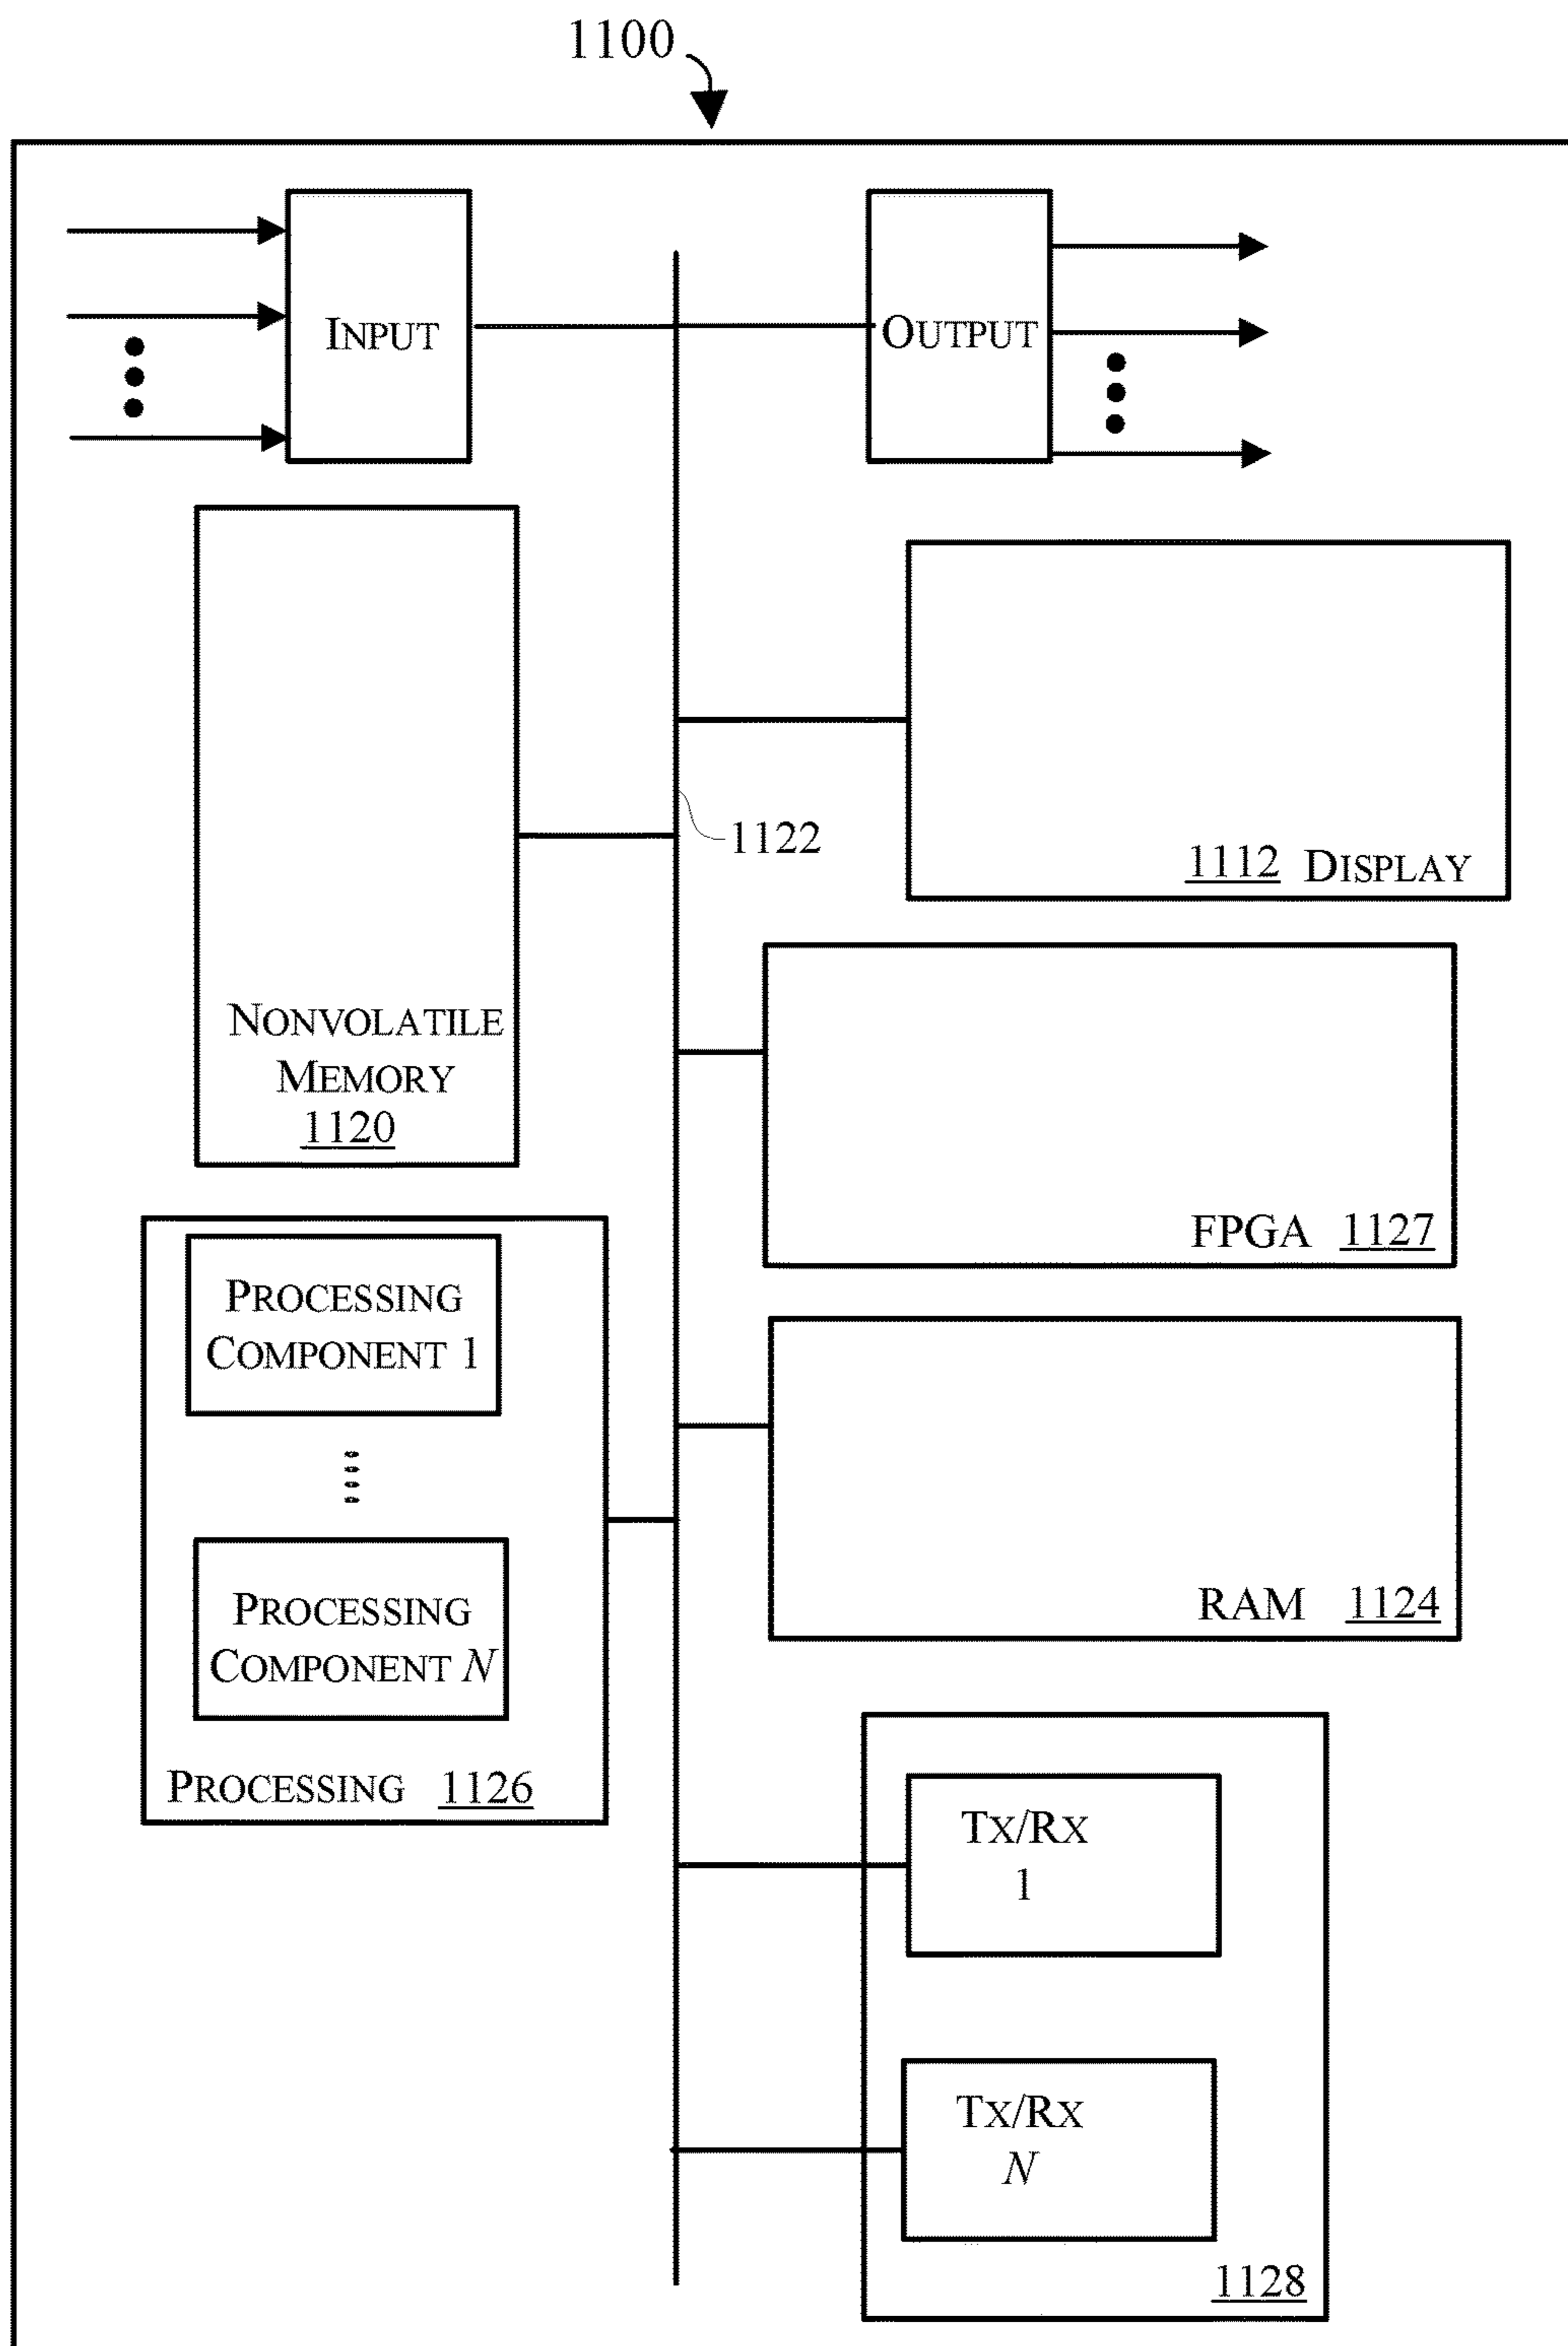 1100
INPUT
OUTPUT
1122
1112 DISPLAY
NONVOLATILE
MEMORY
1120
FPGA 1127
PROCESSING
COMPONENT 1
PROCESSING
COMPONENT N
PROCESSING 1126
RAM 1124
TX/RX
1
TX/RX
N
1128